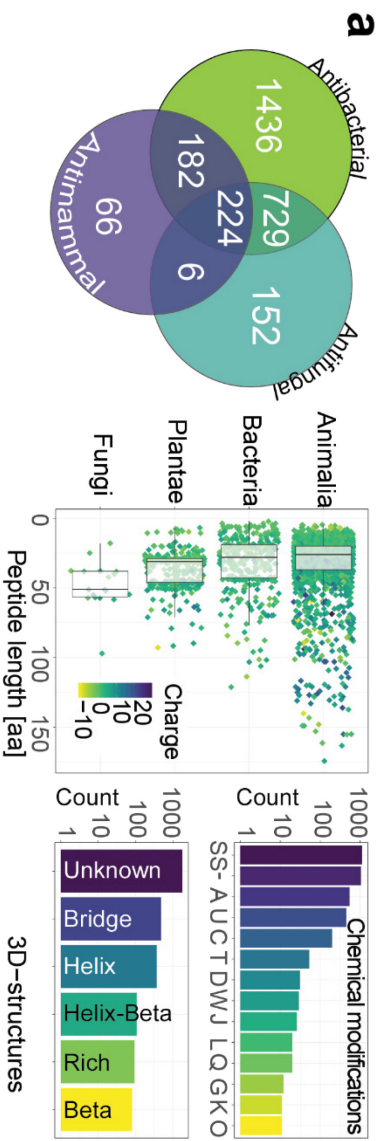 a
Antibacterial
Antifungal
Antimammal
1436
729
152
182
224
6
66
Animalia
Bacteria
Plantae
Fungi
0
50
100
150
Peptide length [aa]
Charge
20
10
0
-10
Chemical modifications
Count
1000
100
10
1
SS - A U C T D W J L Q G K O
Count
1000
100
10
1
Unknown
Bridge
Helix
Helix-Beta
Rich
Beta
3D-structures